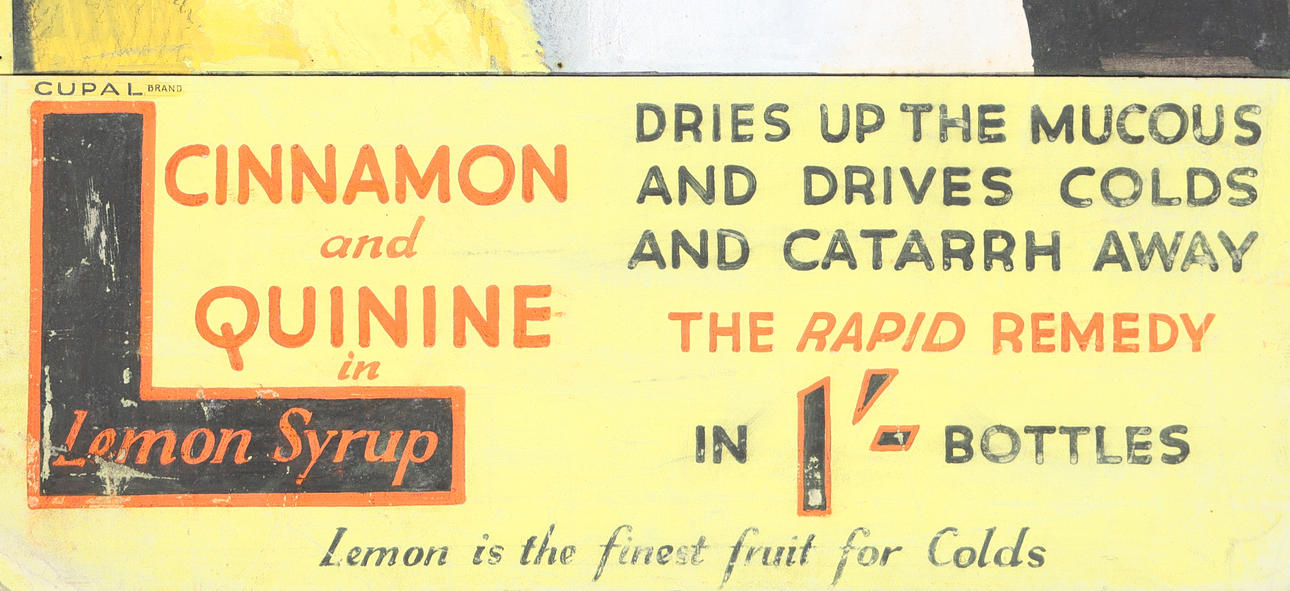 CUPAL BRAND
CINNAMON
and
QUININE
in
Lemon Syrup
DRIES UP THE MUCOUS
AND DRIVES COLDS
AND CATARRH AWAY
THE RAPID REMEDY
IN 1/- BOTTLES
Lemon is the finest fruit for Colds